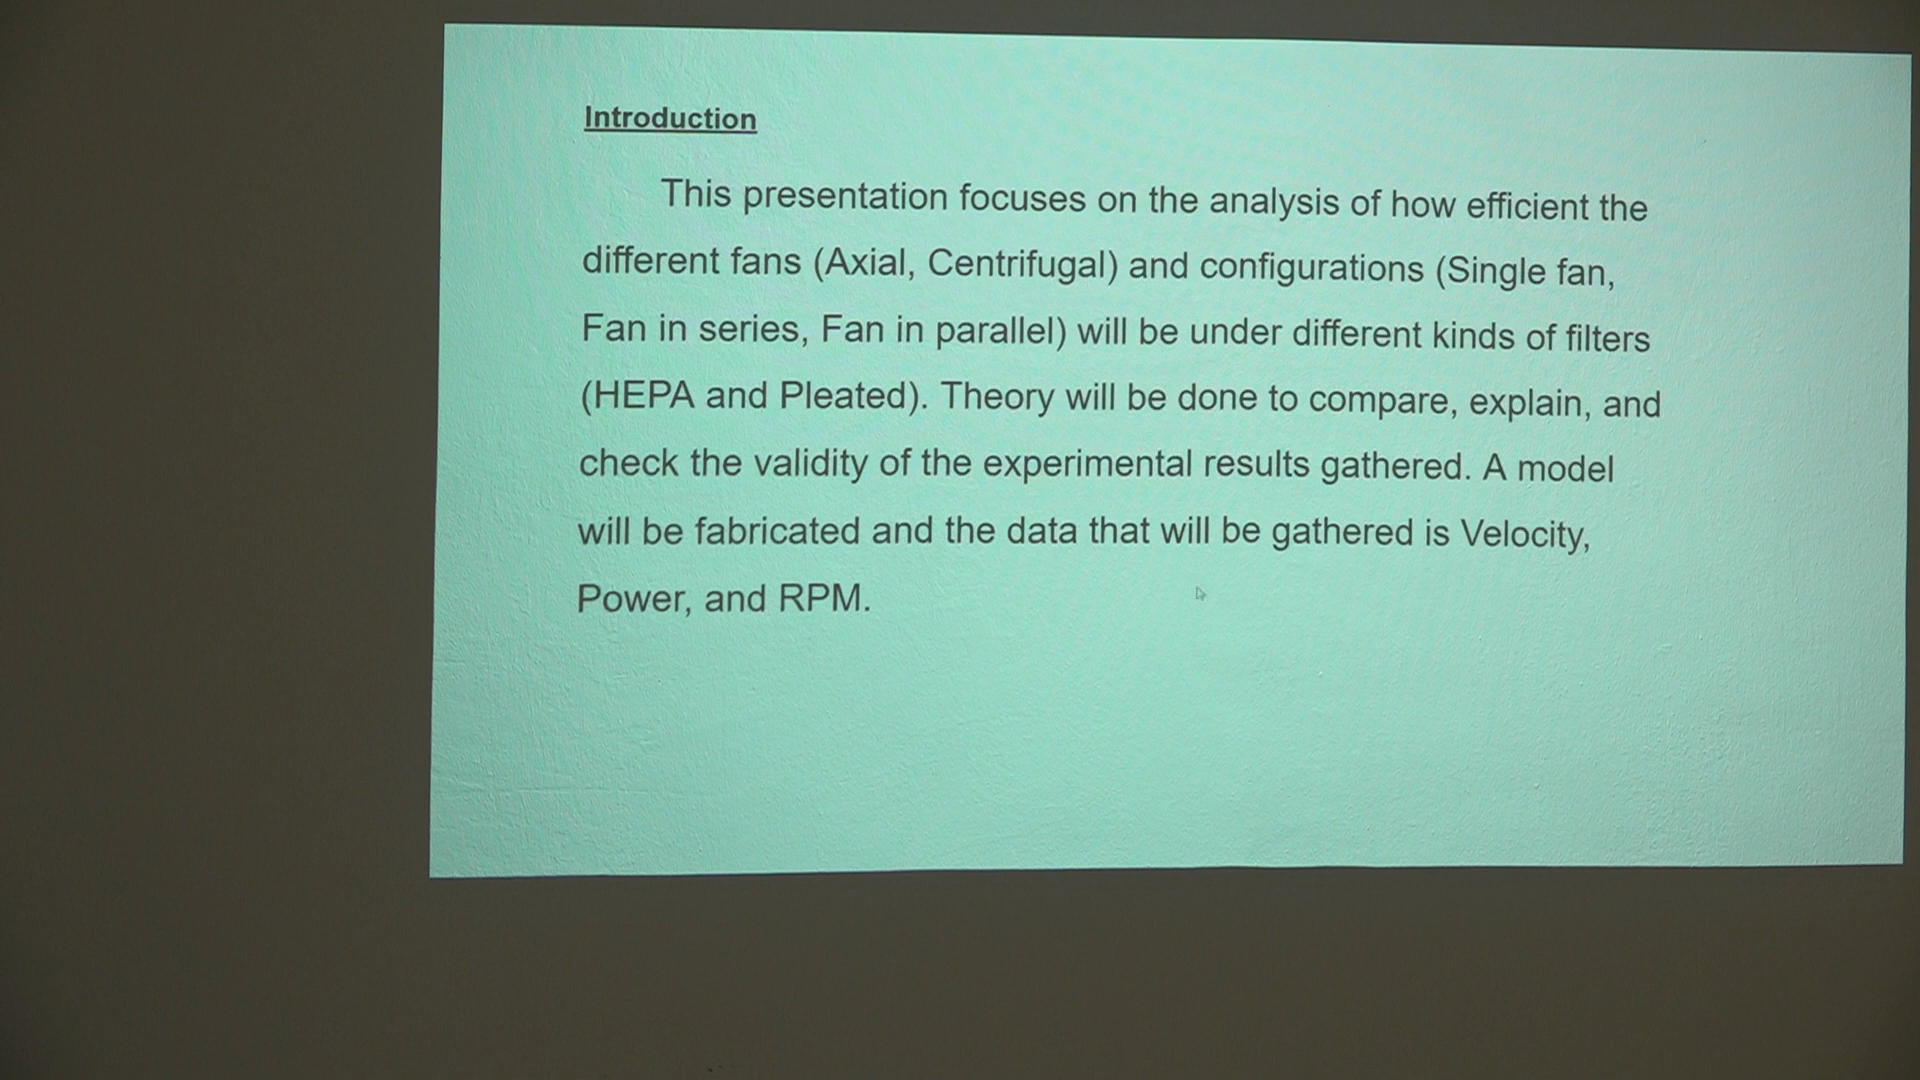 Introduction
This presentation focuses on the analysis of how efficient the
different fans (Axial, Centrifugal) and configurations (Single fan,
Fan in series, Fan in parallel) will be under different kinds of filters
(HEPA and Pleated). Theory will be done to compare, explain, and
check the validity of the experimental results gathered. A model
will be fabricated and the data that will be gathered is Velocity,
Power, and RPM.